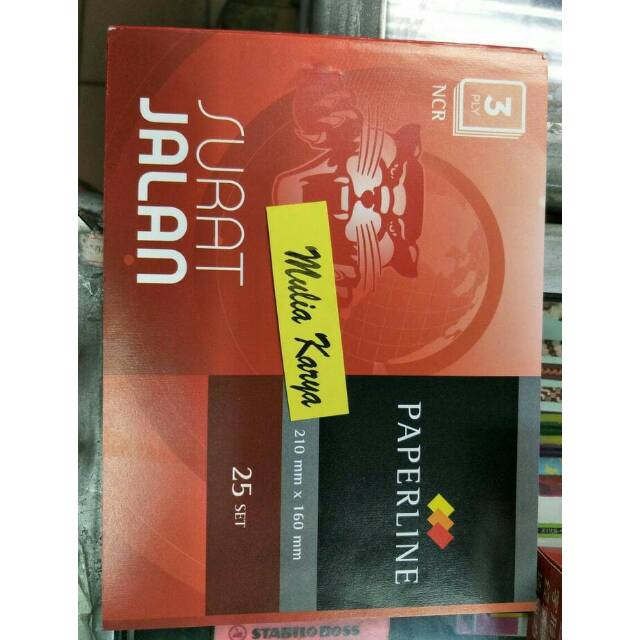 3
PLY
NCR
SURAT
JALAN
Mulia Karya
PAPERLINE
210 mm x 160 mm
25 SET
STABILO BOSS